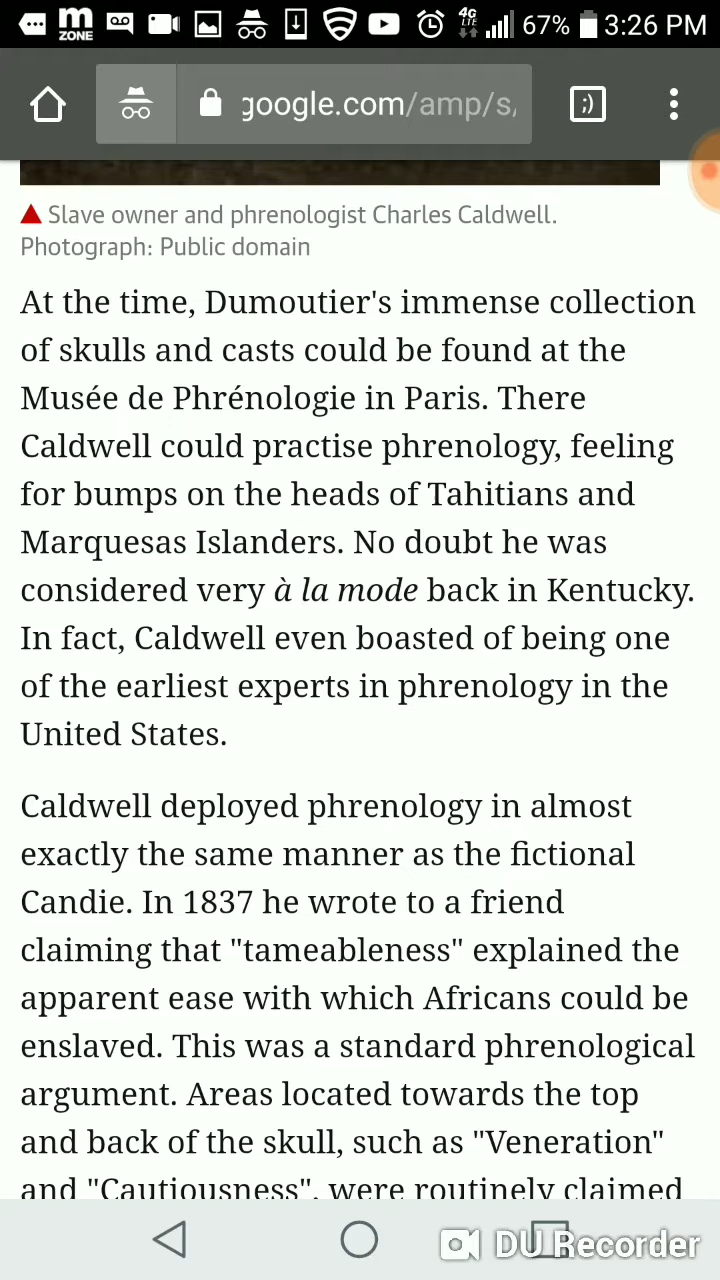 m
ZONE
4G
LTE
67%
3:26 PM
google.com/amp/s,
:)
Slave owner and phrenologist Charles Caldwell.
Photograph: Public domain
At the time, Dumoutier's immense collection
of skulls and casts could be found at the
Musée de Phrénologie in Paris. There
Caldwell could practise phrenology, feeling
for bumps on the heads of Tahitians and
Marquesas Islanders. No doubt he was
considered very à la mode back in Kentucky.
In fact, Caldwell even boasted of being one
of the earliest experts in phrenology in the
United States.
Caldwell deployed phrenology in almost
exactly the same manner as the fictional
Candie. In 1837 he wrote to a friend
claiming that "tameableness" explained the
apparent ease with which Africans could be
enslaved. This was a standard phrenological
argument. Areas located towards the top
and back of the skull, such as "Veneration"
and "Cautiousness", were routinely claimed
DU Recorder